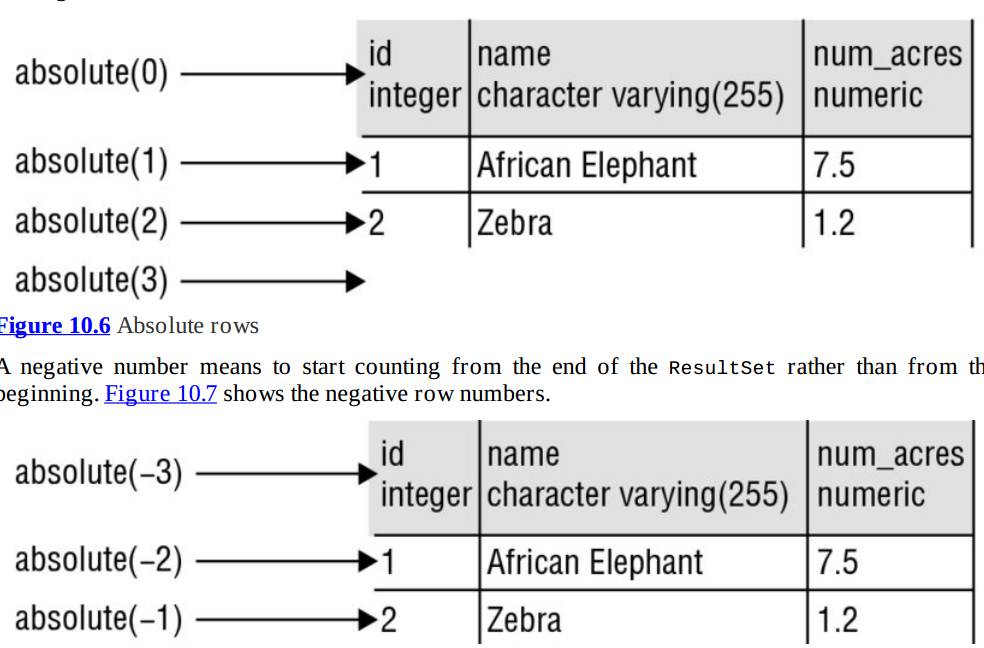 absolute(0) id name num_acres
integer character varying(255) numeric
absolute(1) 1 African Elephant 7.5
absolute(2) 2 Zebra 1.2
absolute(3)
Figure 10.6 Absolute rows
A negative number means to start counting from the end of the ResultSet rather than from
beginning. Figure 10.7 shows the negative row numbers.
absolute(−3) id name num_acres
integer character varying(255) numeric
absolute(−2) 1 African Elephant 7.5
absolute(−1) 2 Zebra 1.2